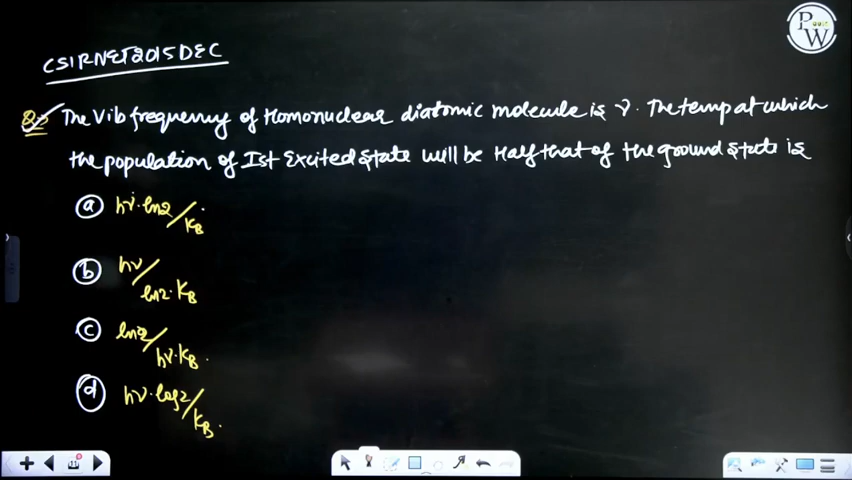 CSIRNET2015DEC
P W
Q2 The Vib frequency of Homonuclear diatomic molecule is ν. The temp at which
the population of Ist Excited state will be Half that of the ground state is
a hν·ln2/KB
b hν/ln2·KB
c ln2/hν·KB.
d hν·log2/KB.